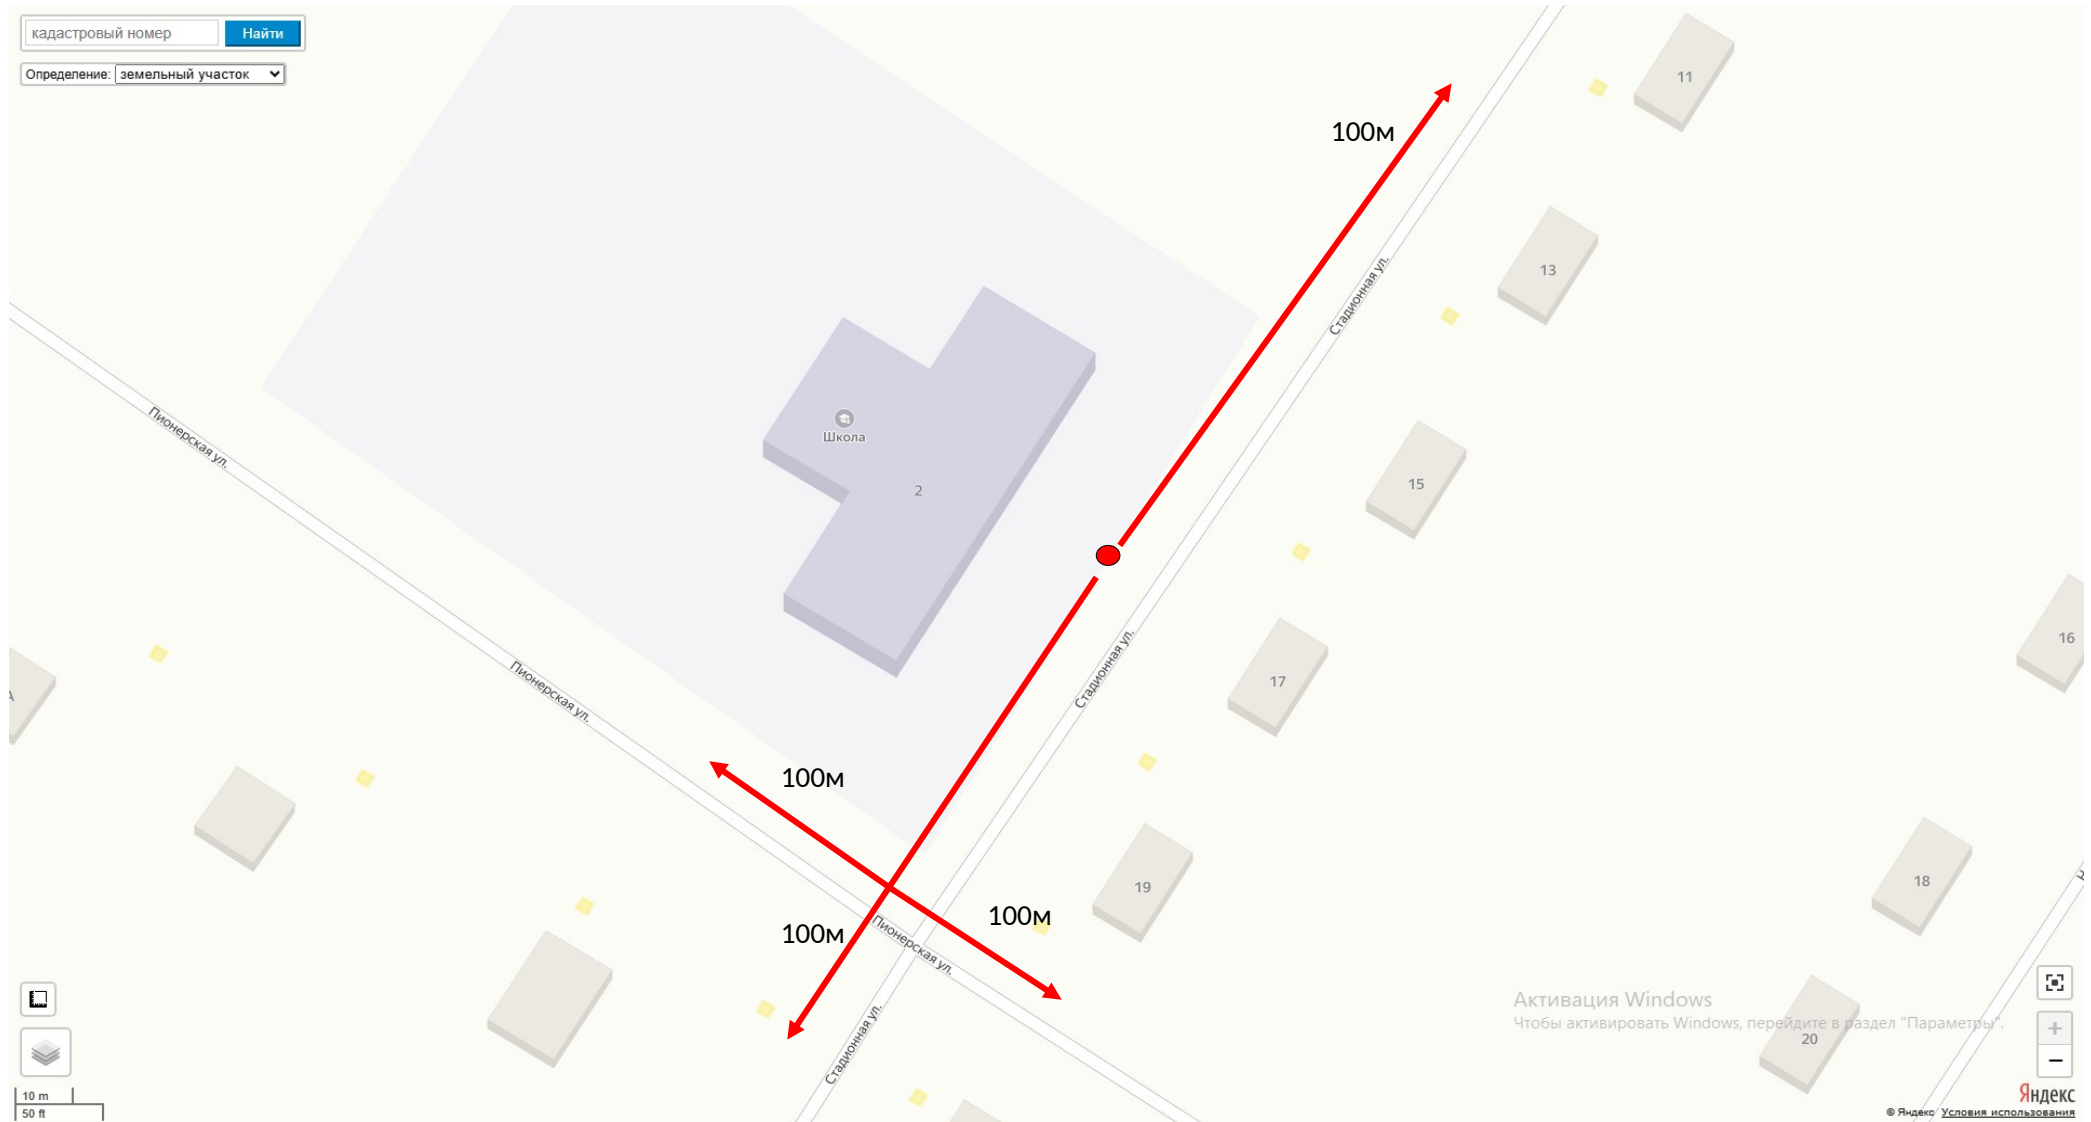 кадастровый номер
Найти
Определение: земельный участок
11
100м
13
Стадионная ул.
Пионерская ул.
Школа
2
15
16
17
Стадионная ул.
Пионерская ул.
100м
19
18
100м
100м
Пионерская ул.
Стадионная ул.
Активация Windows
Чтобы активировать Windows, перейдите в раздел "Параметры".
20
+
−
10 m
50 ft
Яндекс
© Яндекс Условия использования